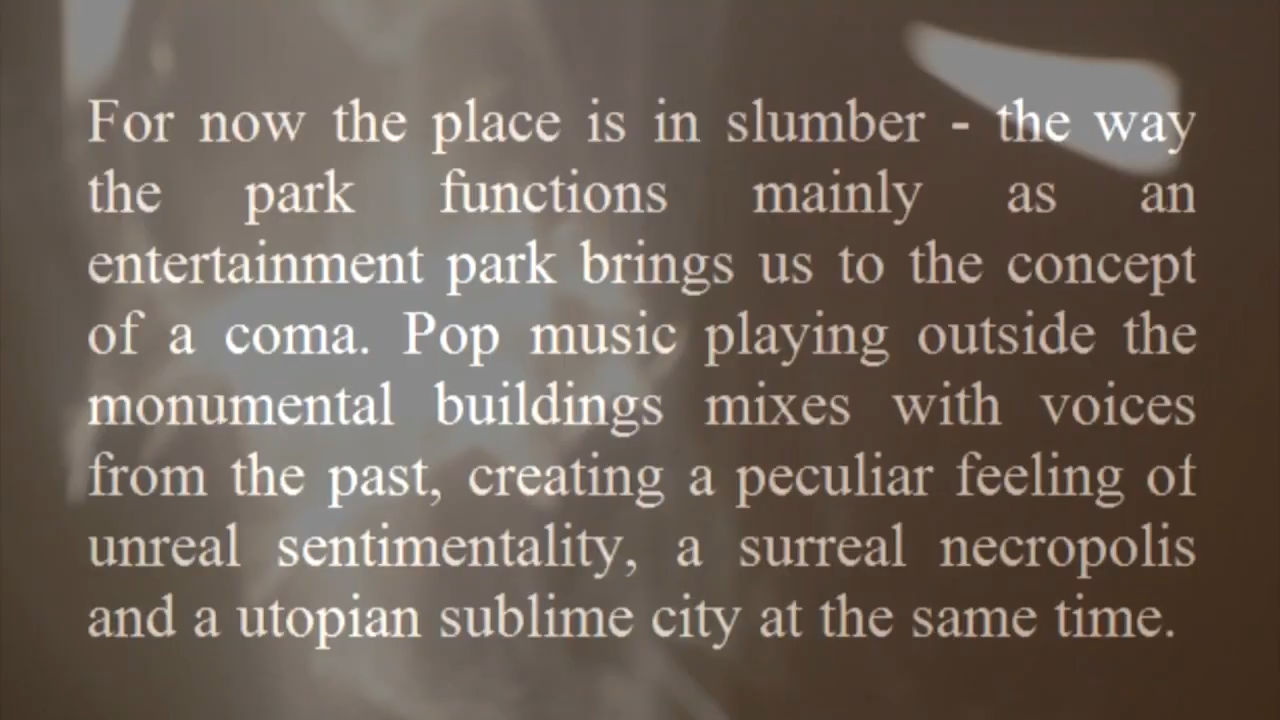 For now the place is in slumber - the way
the park functions mainly as an
entertainment park brings us to the concept
of a coma. Pop music playing outside the
monumental buildings mixes with voices
from the past, creating a peculiar feeling of
unreal sentimentality, a surreal necropolis
and a utopian sublime city at the same time.